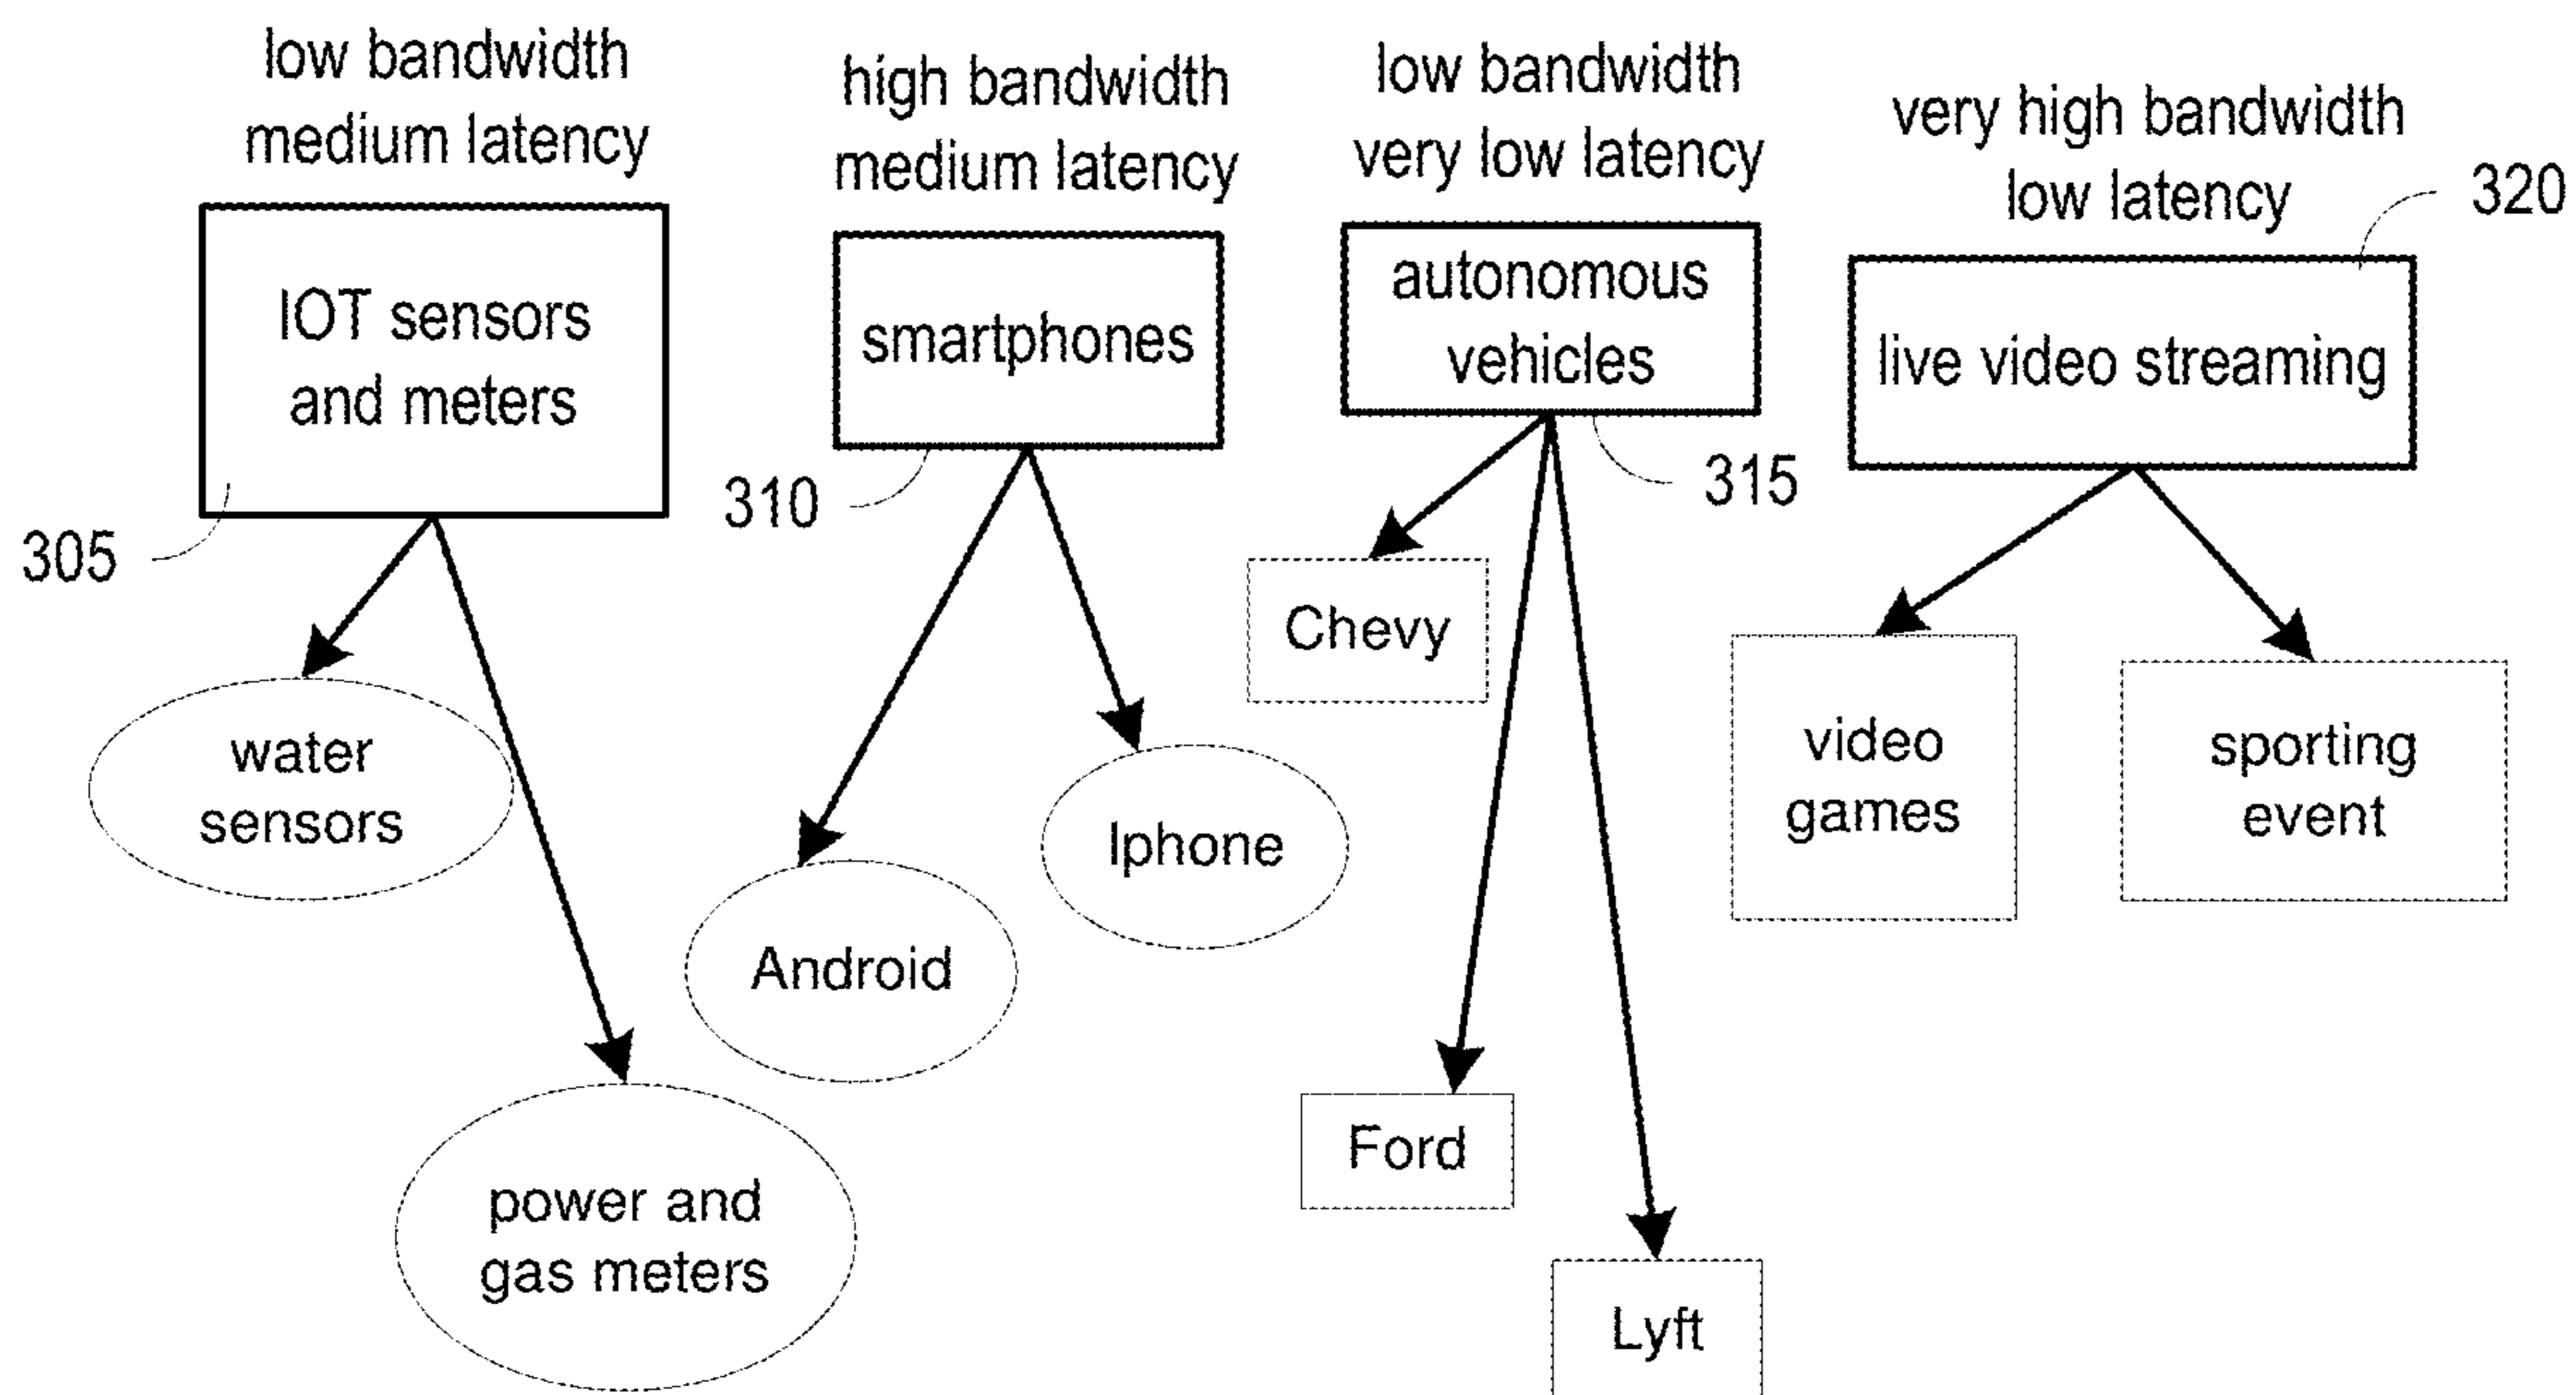 low bandwidth
medium latency
high bandwidth
medium latency
low bandwidth
very low latency
very high bandwidth
low latency
320
IOT sensors
and meters
smartphones
autonomous
vehicles
live video streaming
305
310
315
water
sensors
power and
gas meters
Android
Iphone
Chevy
Ford
Lyft
video
games
sporting
event